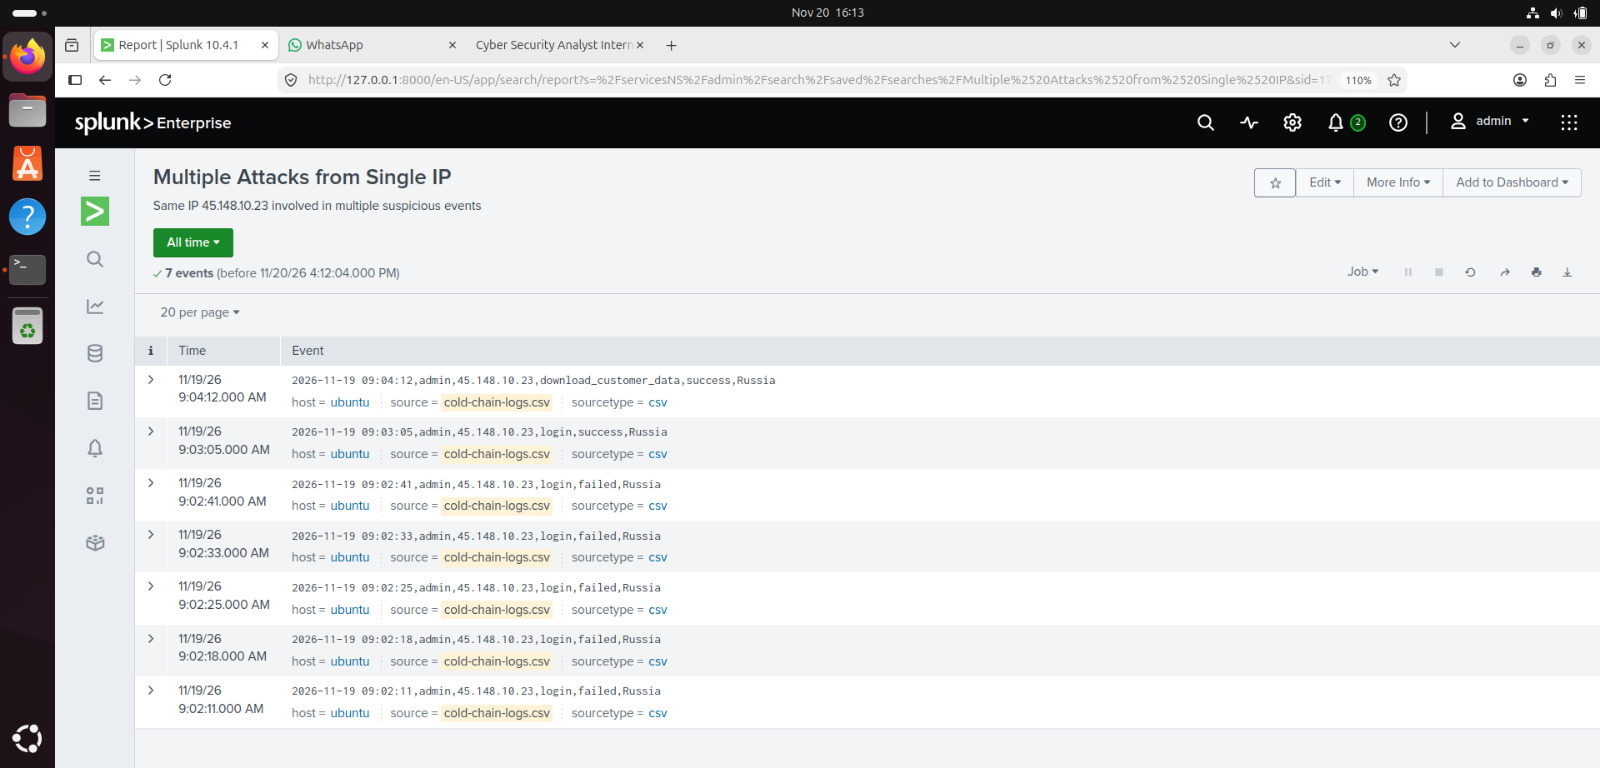 Nov 20 16:13
Report | Splunk 10.4.1
WhatsApp
Cyber Security Analyst Intern
http://127.0.0.1:8000/en-US/app/search/report?s=%2FservicesNS%2Fadmin%2Fsearch%2Fsaved%2Fsearches%2FMultiple%2520Attacks%2520from%2520Single%2520IP&sid=17 110%
splunk>Enterprise
2
admin
Multiple Attacks from Single IP
Edit More Info Add to Dashboard
Same IP 45.148.10.23 involved in multiple suspicious events
All time
7 events (before 11/20/26 4:12:04.000 PM)
Job
20 per page
i Time Event
11/19/26
9:04:12.000 AM
2026-11-19 09:04:12,admin,45.148.10.23,download_customer_data,success,Russia
host = ubuntu source = cold-chain-logs.csv sourcetype = csv
11/19/26
9:03:05.000 AM
2026-11-19 09:03:05,admin,45.148.10.23,login,success,Russia
host = ubuntu source = cold-chain-logs.csv sourcetype = csv
11/19/26
9:02:41.000 AM
2026-11-19 09:02:41,admin,45.148.10.23,login,failed,Russia
host = ubuntu source = cold-chain-logs.csv sourcetype = csv
11/19/26
9:02:33.000 AM
2026-11-19 09:02:33,admin,45.148.10.23,login,failed,Russia
host = ubuntu source = cold-chain-logs.csv sourcetype = csv
11/19/26
9:02:25.000 AM
2026-11-19 09:02:25,admin,45.148.10.23,login,failed,Russia
host = ubuntu source = cold-chain-logs.csv sourcetype = csv
11/19/26
9:02:18.000 AM
2026-11-19 09:02:18,admin,45.148.10.23,login,failed,Russia
host = ubuntu source = cold-chain-logs.csv sourcetype = csv
11/19/26
9:02:11.000 AM
2026-11-19 09:02:11,admin,45.148.10.23,login,failed,Russia
host = ubuntu source = cold-chain-logs.csv sourcetype = csv